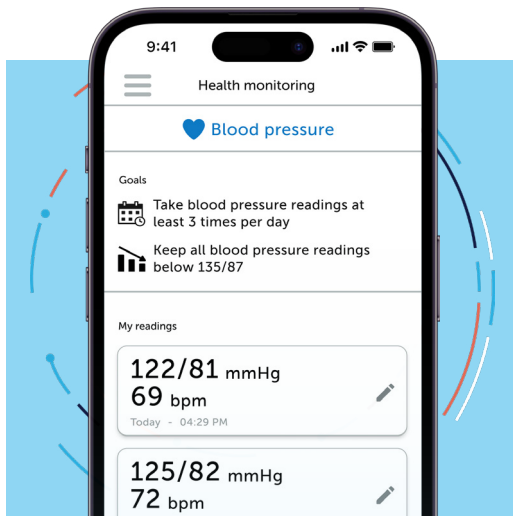 9:41
Health monitoring
Blood pressure
Goals
Take blood pressure readings at
least 3 times per day
Keep all blood pressure readings
below 135/87
My readings
122/81 mmHg
69 bpm
Today - 04:29 PM
125/82 mmHg
72 bpm